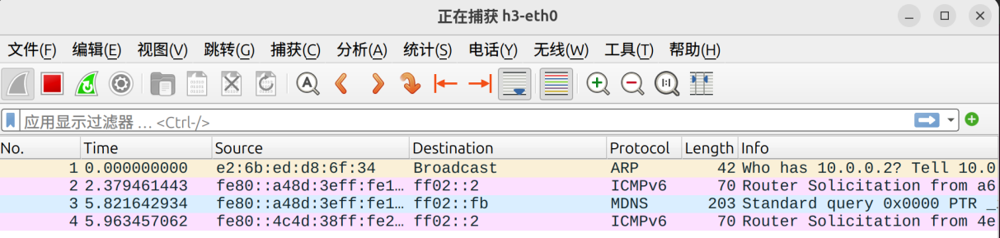 正在捕获 h3-eth0
文件(F) 编辑(E) 视图(V) 跳转(G) 捕获(C) 分析(A) 统计(S) 电话(Y) 无线(W) 工具(T) 帮助(H)
应用显示过滤器 … <Ctrl-/>
No. Time Source Destination Protocol Length Info
1 0.000000000 e2:6b:ed:d8:6f:34 Broadcast ARP 42 Who has 10.0.0.2? Tell 10.0
2 2.379461443 fe80::a48d:3eff:fe1… ff02::2 ICMPv6 70 Router Solicitation from a6
3 5.821642934 fe80::a48d:3eff:fe1… ff02::fb MDNS 203 Standard query 0x0000 PTR _
4 5.963457062 fe80::4c4d:38ff:fe2… ff02::2 ICMPv6 70 Router Solicitation from 4e